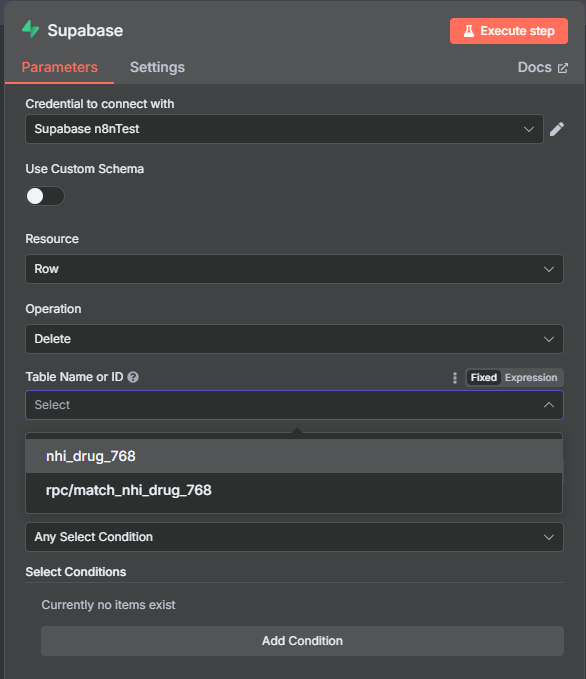 Supabase
Execute step
Parameters
Settings
Docs
Credential to connect with
Supabase n8nTest
Use Custom Schema
Resource
Row
Operation
Delete
Table Name or ID
Fixed
Expression
Select
nhi_drug_768
rpc/match_nhi_drug_768
Any Select Condition
Select Conditions
Currently no items exist
Add Condition